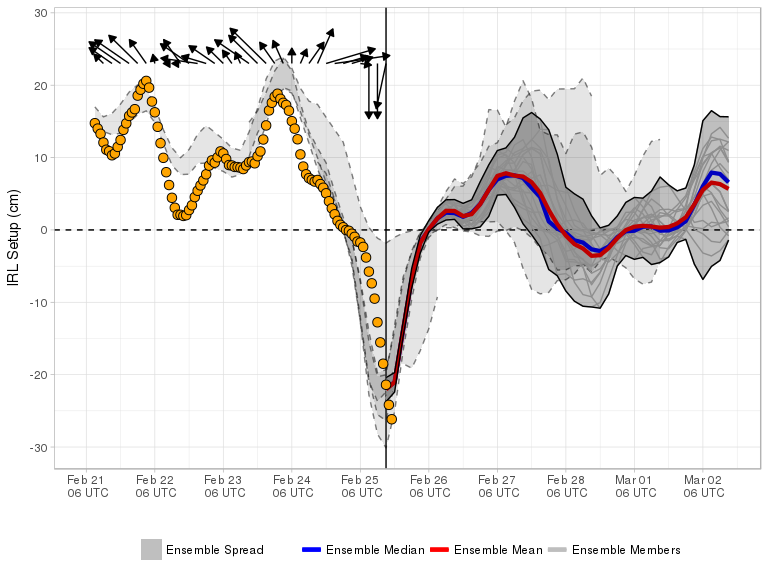 30
20
10
0
-10
-20
-30
IRL Setup (cm)
Feb 21 Feb 22 Feb 23 Feb 24 Feb 25 Feb 26 Feb 27 Feb 28 Mar 01 Mar 02
06 UTC 06 UTC 06 UTC 06 UTC 06 UTC 06 UTC 06 UTC 06 UTC 06 UTC 06 UTC
Ensemble Spread Ensemble Median Ensemble Mean Ensemble Members